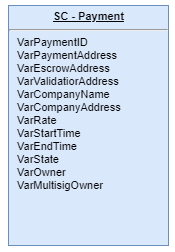 SC - Payment
VarPaymentID
VarPaymentAddress
VarEscrowAddress
VarValidatiorAddress
VarCompanyName
VarCompanyAddress
VarRate
VarStartTime
VarEndTime
VarState
VarOwner
VarMultisigOwner